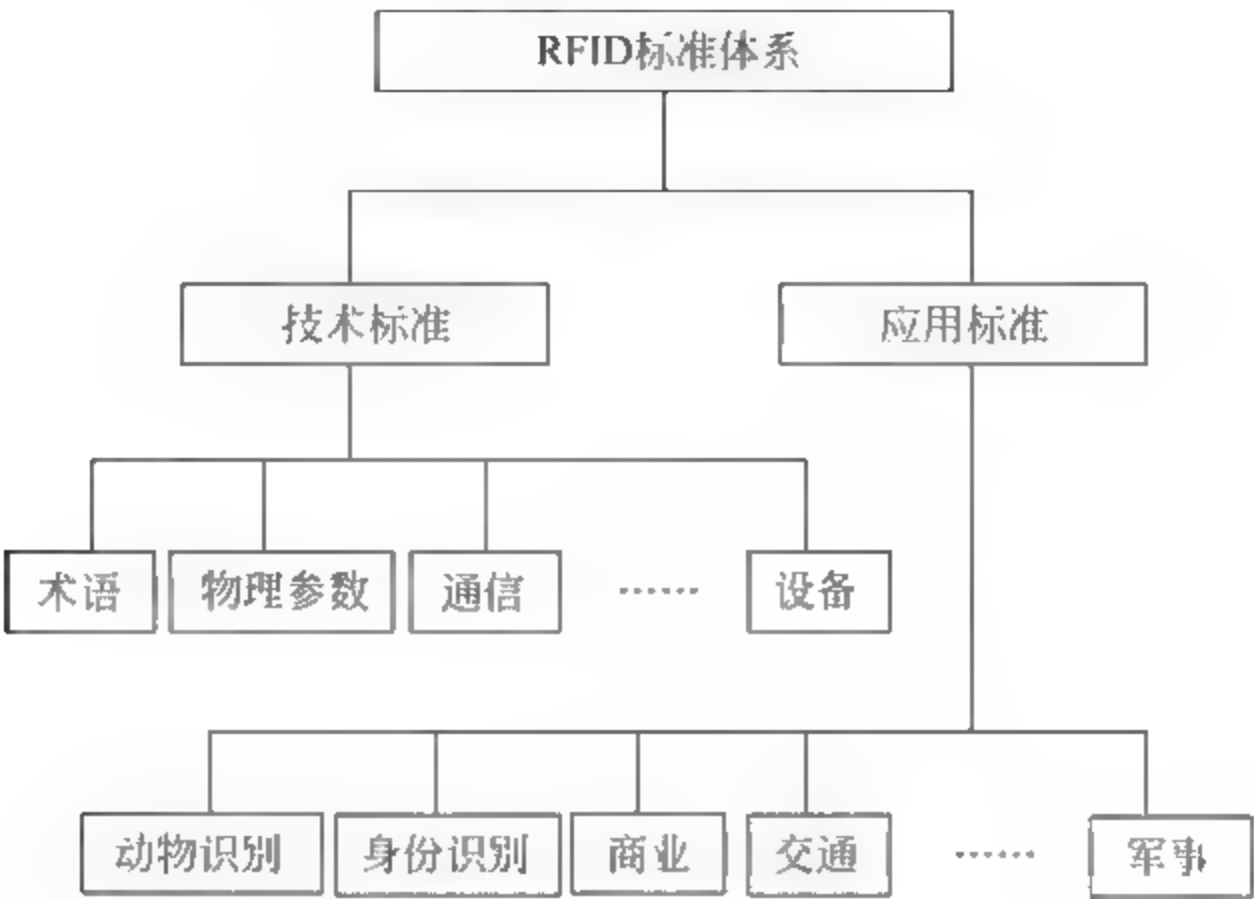 RFID标准体系
技术标准
应用标准
术语
物理参数
通信
……
设备
动物识别
身份识别
商业
交通
……
军事